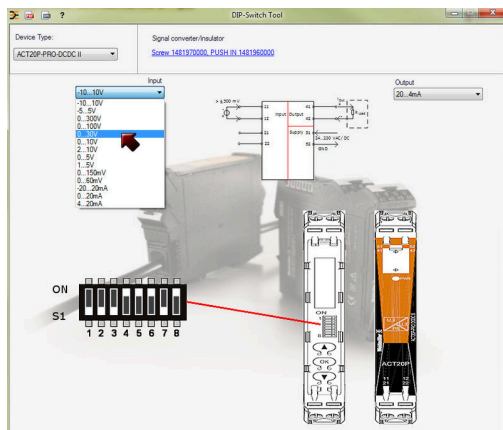 DIP-Switch Tool
Device Type:
ACT20P-PRO-DCDC II
Signal converter/insulator
Screw 1481970000, PUSH IN 1481960000
Input
-10...10V
-10...10V
-5...5V
0...300V
0...100V
0...30V
0...10V
2...10V
0...5V
1...5V
0...150mV
0...60mV
-20...20mA
0...20mA
4...20mA
Output
20...4mA
Input
Output
Supply
GND
ON
S1
1 2 3 4 5 6 7 8
ON
OK
ACT20P